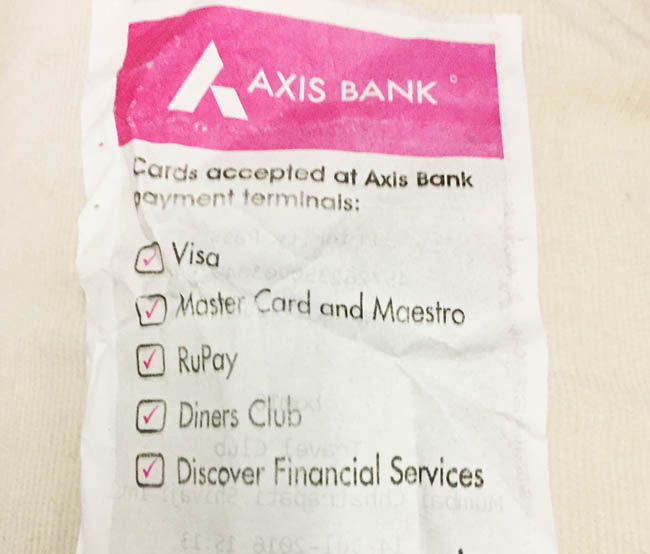 AXIS BANK
Cards accepted at Axis Bank
payment terminals:
Visa
Master Card and Maestro
RuPay
Diners Club
Discover Financial Services